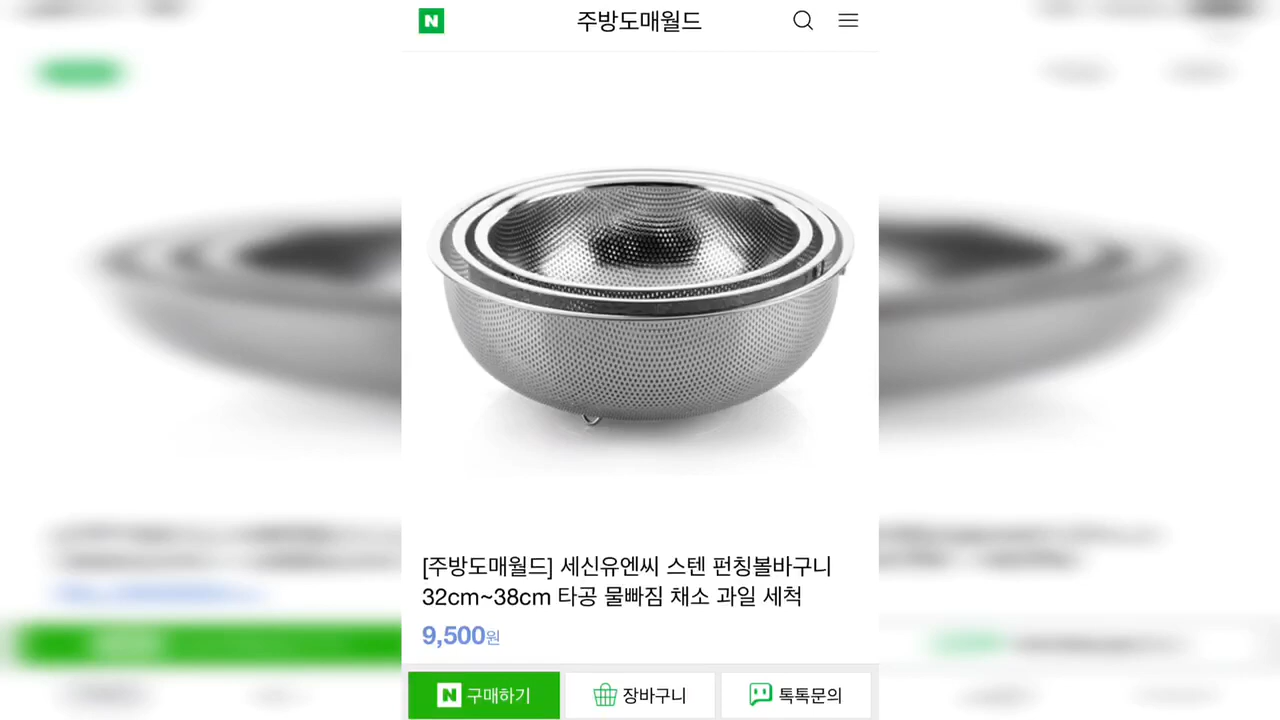 N
주방도매월드
[주방도매월드] 세신유엔씨 스텐 펀칭볼바구니
32cm~38cm 타공 물빠짐 채소 과일 세척
9,500원
N 구매하기
장바구니
톡톡문의